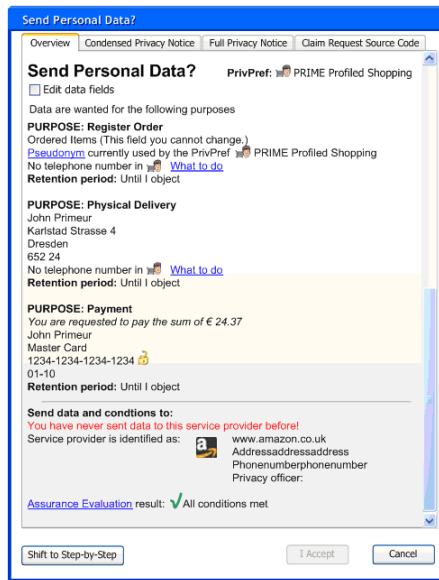 Send Personal Data?
Overview Condensed Privacy Notice Full Privacy Notice Claim Request Source Code
Send Personal Data? PrivPref: PRIME Profiled Shopping
Edit data fields
Data are wanted for the following purposes
PURPOSE: Register Order
Ordered Items (This field you cannot change.)
Pseudonym currently used by the PrivPref PRIME Profiled Shopping
No telephone number in What to do
Retention period: Until I object
PURPOSE: Physical Delivery
John Primeur
Karlstad Strasse 4
Dresden
652 24
No telephone number in What to do
Retention period: Until I object
PURPOSE: Payment
You are requested to pay the sum of € 24.37
John Primeur
Master Card
1234-1234-1234-1234
01-10
Retention period: Until I object
Send data and condtions to:
You have never sent data to this service provider before!
Service provider is identified as: a www.amazon.co.uk
Addressaddressaddress
Phonenumberphonenumber
Privacy officer:
Assurance Evaluation result: All conditions met
Shift to Step-by-Step I Accept Cancel